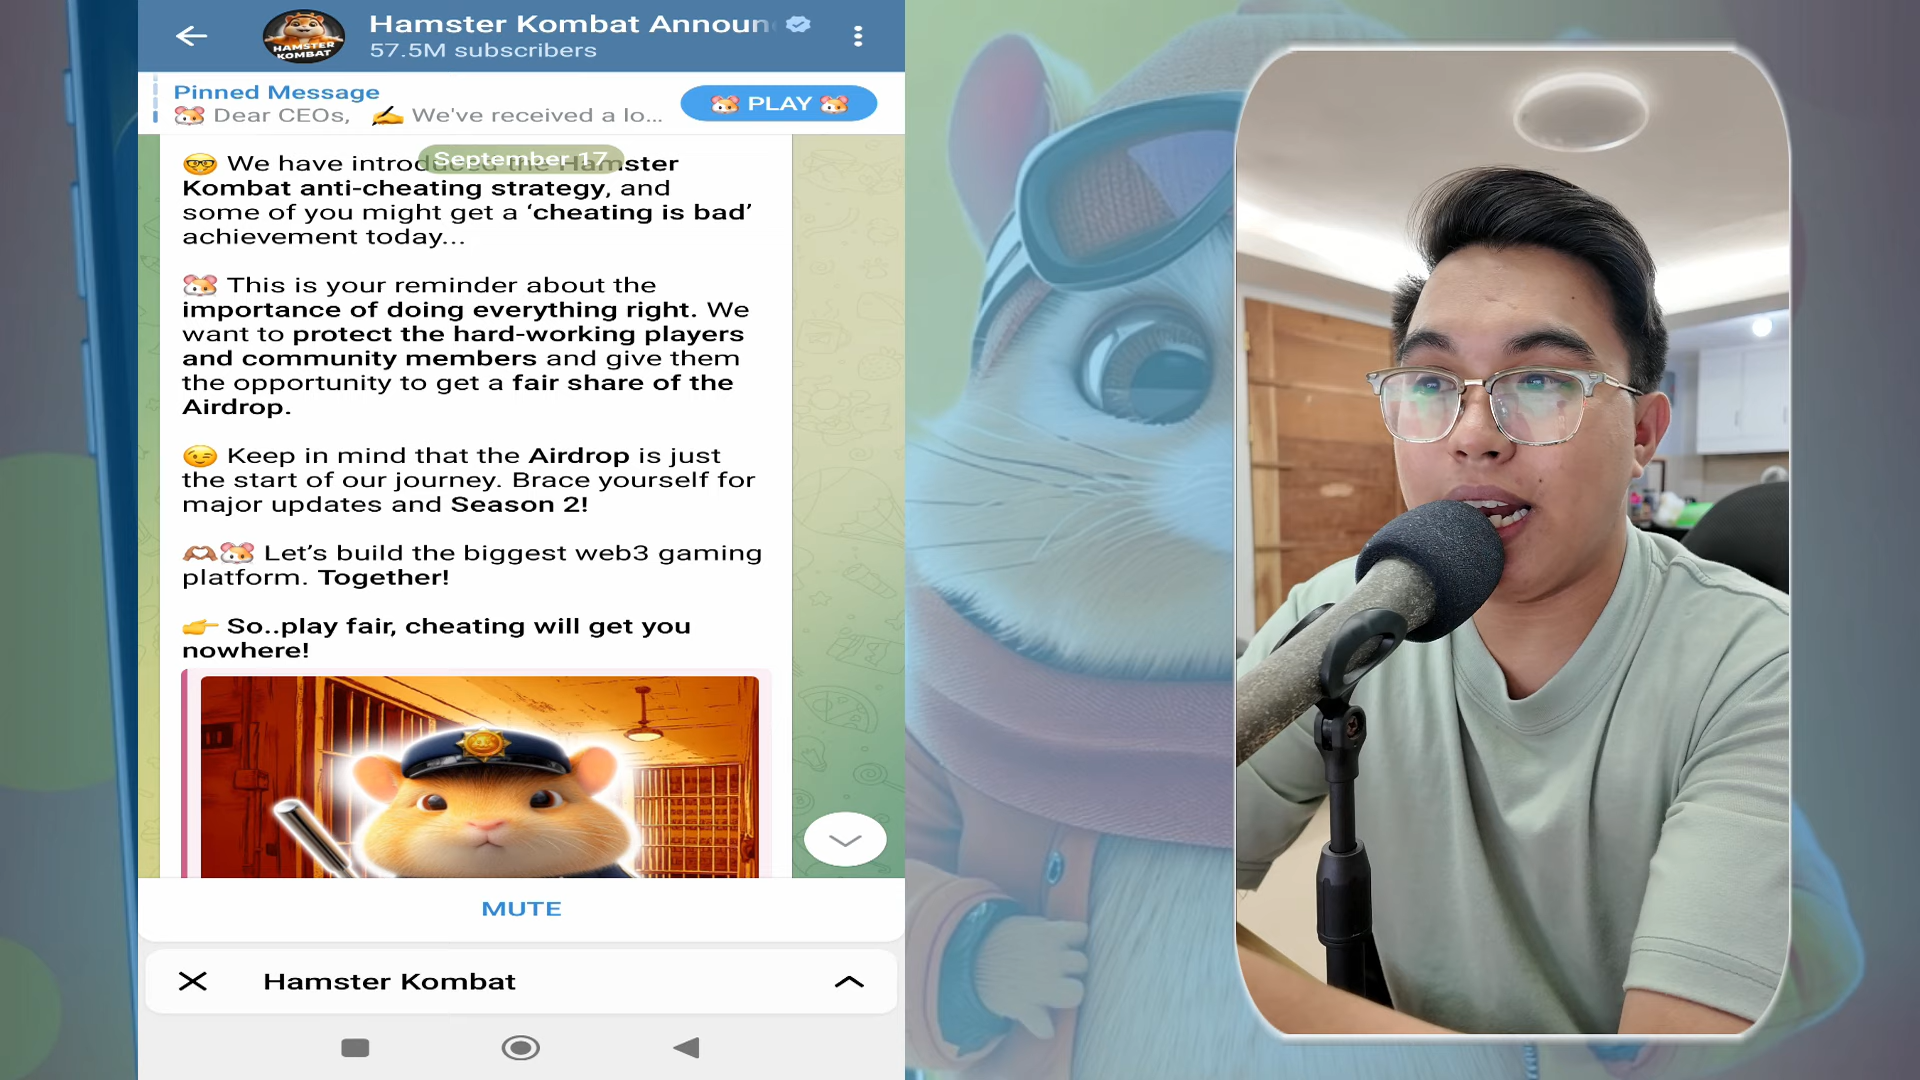 Hamster Kombat Announ
57.5M subscribers
HAMSTER
KOMBAT
Pinned Message
🐹 Dear CEOs, ✍️ We've received a lo...
🐹 PLAY 🐹
September 17
🤓 We have introduced the Hamster
Kombat anti-cheating strategy, and
some of you might get a ‘cheating is bad’
achievement today...
🐹 This is your reminder about the
importance of doing everything right. We
want to protect the hard-working players
and community members and give them
the opportunity to get a fair share of the
Airdrop.
😉 Keep in mind that the Airdrop is just
the start of our journey. Brace yourself for
major updates and Season 2!
🫶🏽🐹 Let’s build the biggest web3 gaming
platform. Together!
👉 So..play fair, cheating will get you
nowhere!
MUTE
Hamster Kombat